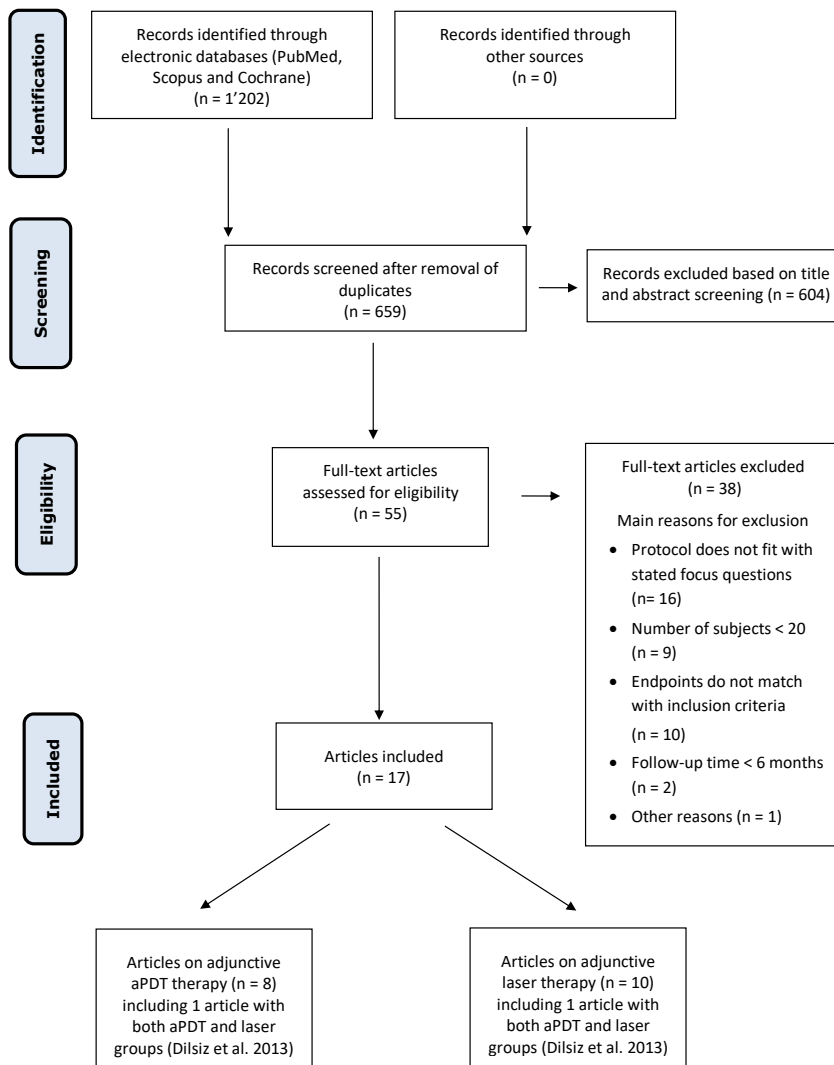 Identification
Records identified through
electronic databases (PubMed,
Scopus and Cochrane)
(n = 1’202)
Records identified through
other sources
(n = 0)
Screening
Records screened after removal of
duplicates
(n = 659)
Records excluded based on title
and abstract screening (n = 604)
Eligibility
Full-text articles
assessed for eligibility
(n = 55)
Full-text articles excluded
(n = 38)
Main reasons for exclusion
• Protocol does not fit with
stated focus questions
(n= 16)
• Number of subjects < 20
(n = 9)
• Endpoints do not match
with inclusion criteria
(n = 10)
• Follow-up time < 6 months
(n = 2)
• Other reasons (n = 1)
Included
Articles included
(n = 17)
Articles on adjunctive
aPDT therapy (n = 8)
including 1 article with
both aPDT and laser
groups (Dilsiz et al. 2013)
Articles on adjunctive
laser therapy (n = 10)
including 1 article with
both aPDT and laser
groups (Dilsiz et al. 2013)